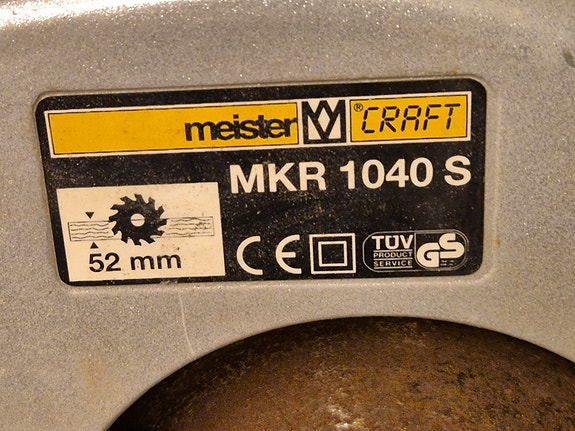 meister ® CRAFT
MKR 1040 S
52 mm
CE TÜV PRODUCT SERVICE GS